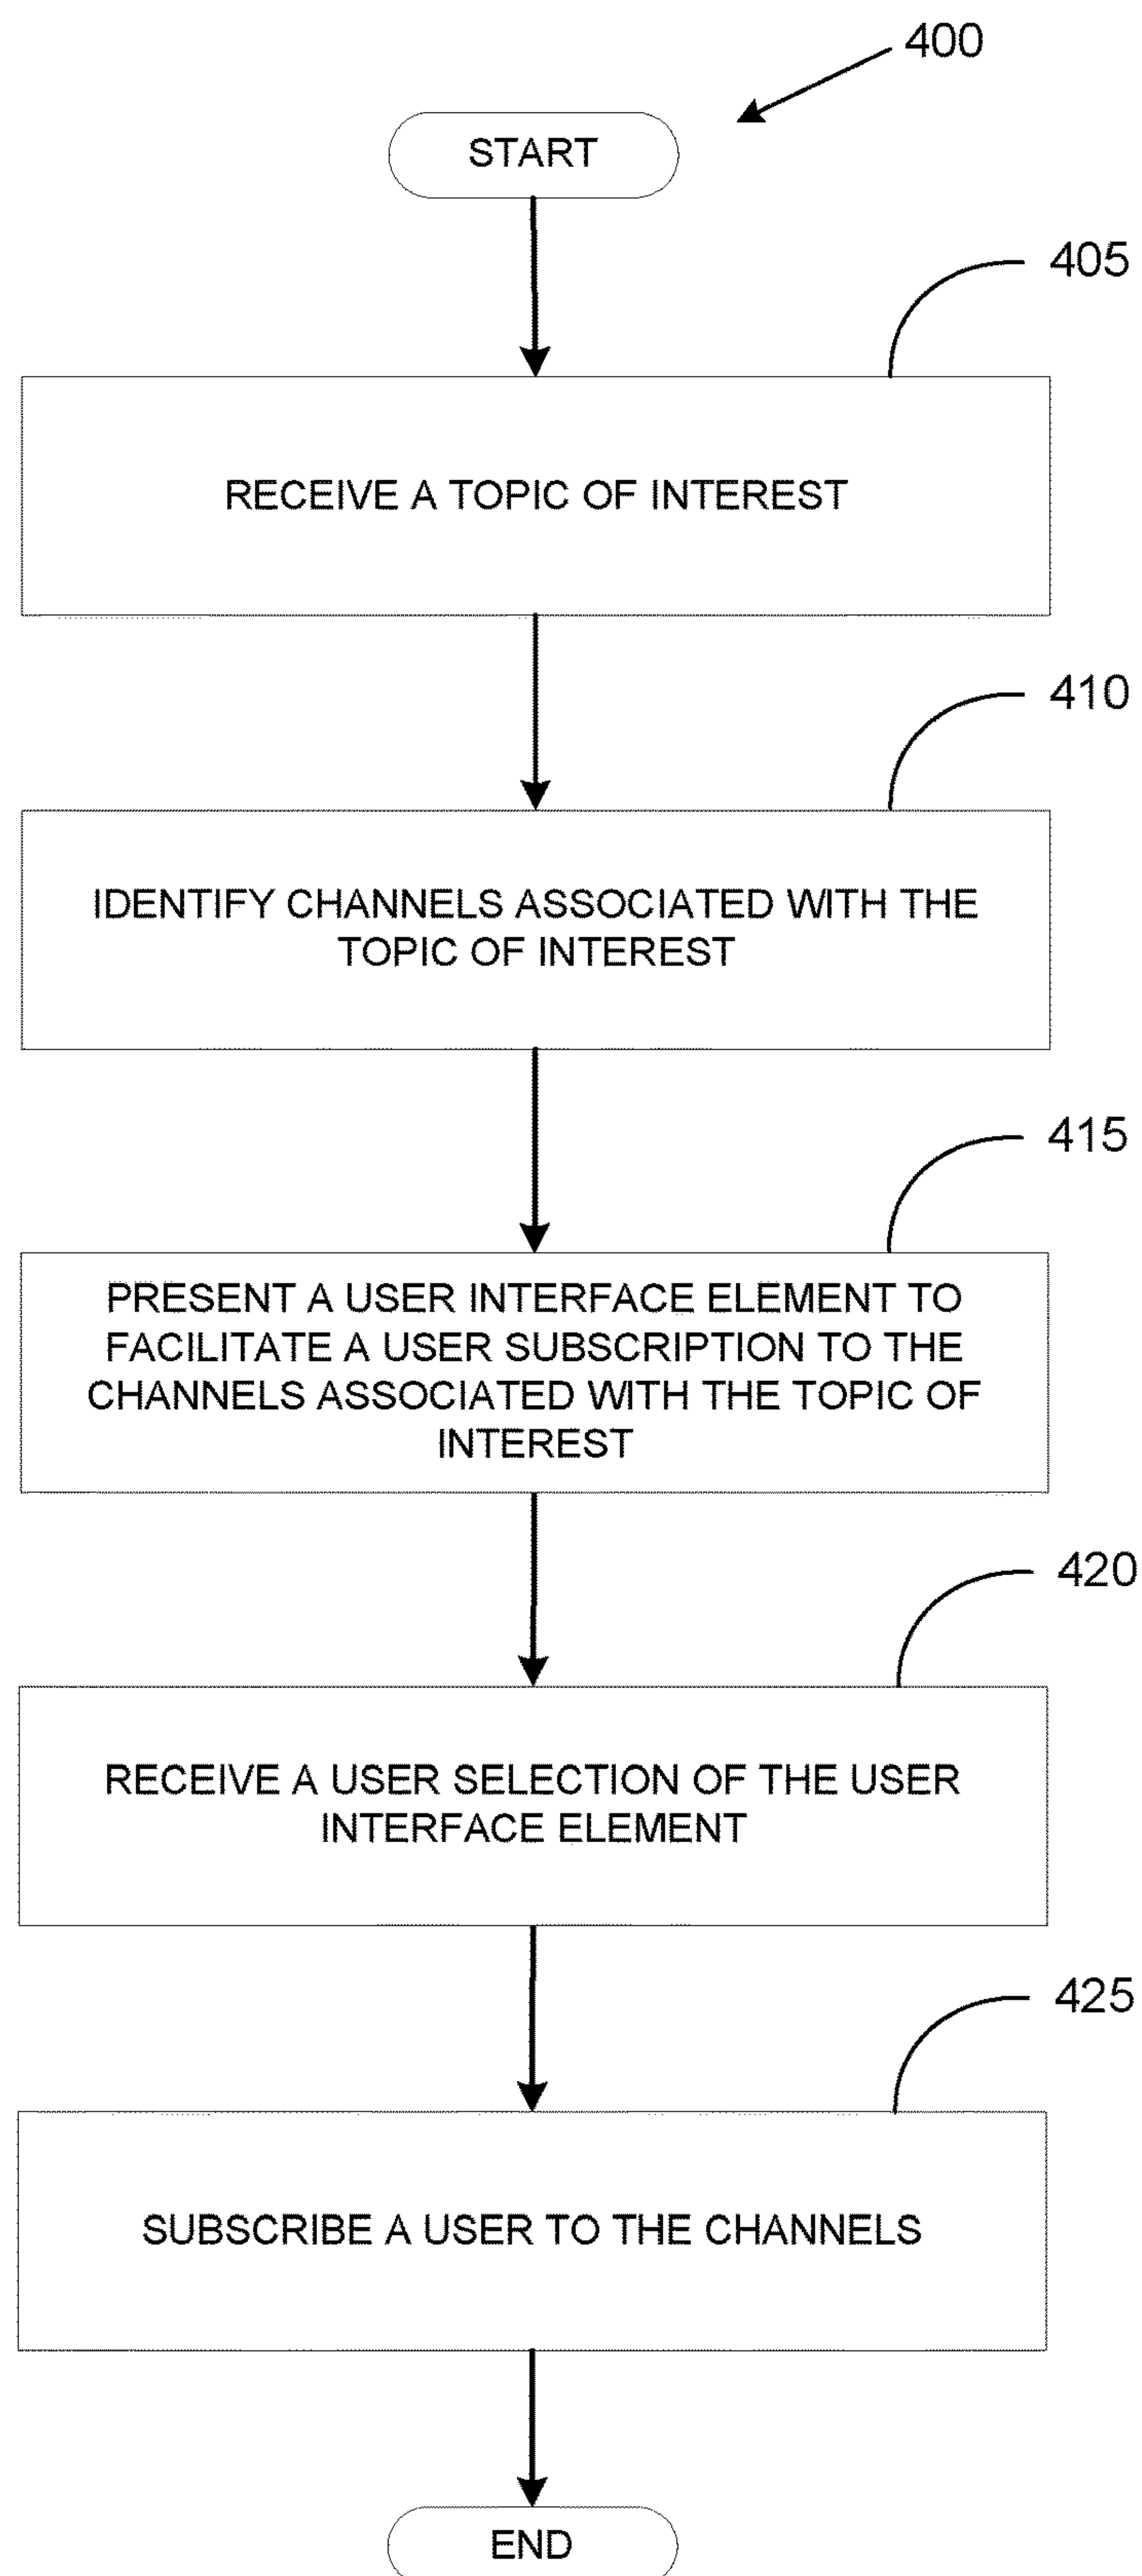 400
START
405
RECEIVE A TOPIC OF INTEREST
410
IDENTIFY CHANNELS ASSOCIATED WITH THE
TOPIC OF INTEREST
415
PRESENT A USER INTERFACE ELEMENT TO
FACILITATE A USER SUBSCRIPTION TO THE
CHANNELS ASSOCIATED WITH THE TOPIC OF
INTEREST
420
RECEIVE A USER SELECTION OF THE USER
INTERFACE ELEMENT
425
SUBSCRIBE A USER TO THE CHANNELS
END